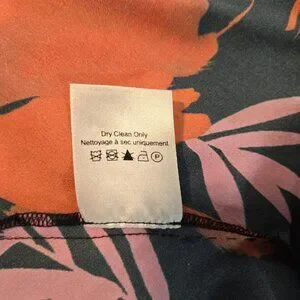 Dry Clean Only
Nettoyage à sec uniquement
P